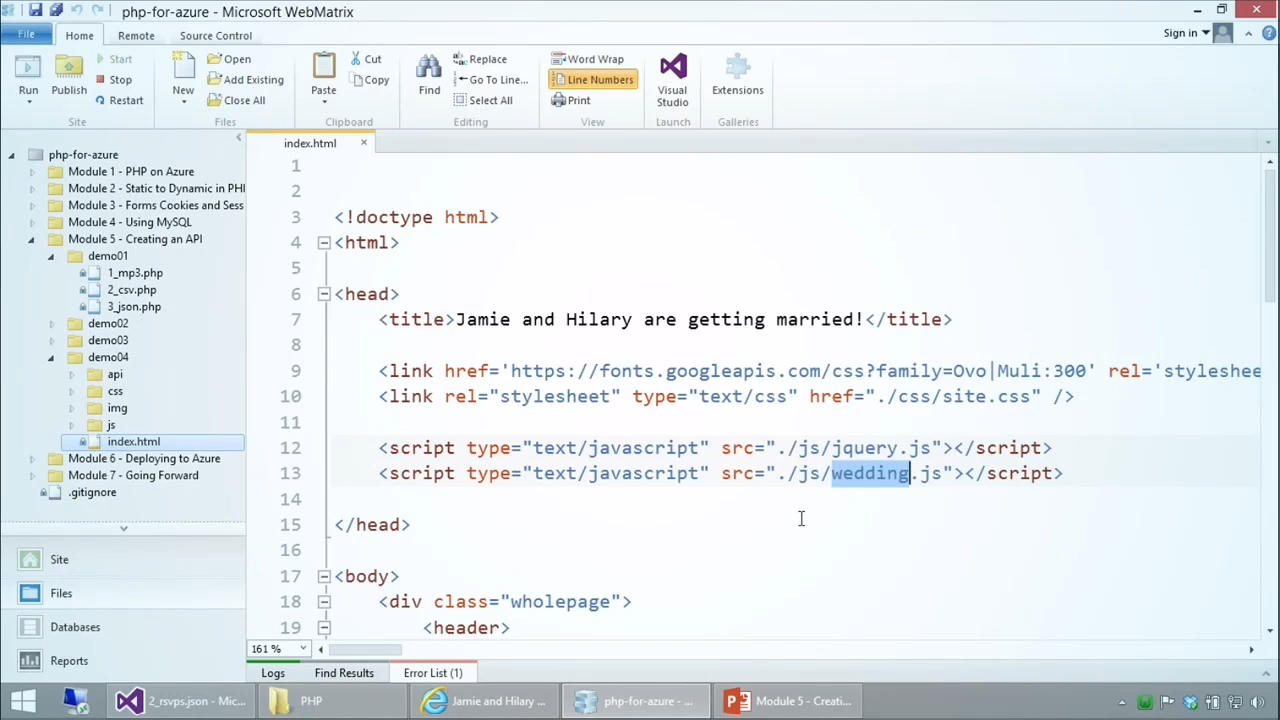 php-for-azure - Microsoft WebMatrix
File
Home
Remote
Source Control
Sign in
Run
Publish
Start
Stop
Restart
Site
New
Open
Add Existing
Close All
Files
Paste
Cut
Copy
Clipboard
Find
Replace
Go To Line...
Select All
Editing
Word Wrap
Line Numbers
Print
View
Visual
Studio
Launch
Extensions
Galleries
php-for-azure
Module 1 - PHP on Azure
Module 2 - Static to Dynamic in PH
Module 3 - Forms Cookies and Sess
Module 4 - Using MySQL
Module 5 - Creating an API
demo01
1_mp3.php
2_csv.php
3_json.php
demo02
demo03
demo04
api
css
img
js
index.html
Module 6 - Deploying to Azure
Module 7 - Going Forward
.gitignore
Site
Files
Databases
Reports
index.html
1
2
3 <!doctype html>
4 <html>
5
6 <head>
7 <title>Jamie and Hilary are getting married!</title>
8
9 <link href='https://fonts.googleapis.com/css?family=Ovo|Muli:300' rel='styleshee
10 <link rel="stylesheet" type="text/css" href="./css/site.css" />
11
12 <script type="text/javascript" src="./js/jquery.js"></script>
13 <script type="text/javascript" src="./js/wedding.js"></script>
14
15 </head>
16
17 <body>
18 <div class="wholepage">
19 <header>
161 %
Logs
Find Results
Error List (1)
2_rsvps.json - Mic...
PHP
Jamie and Hilary ...
php-for-azure - ...
Module 5 - Creati...